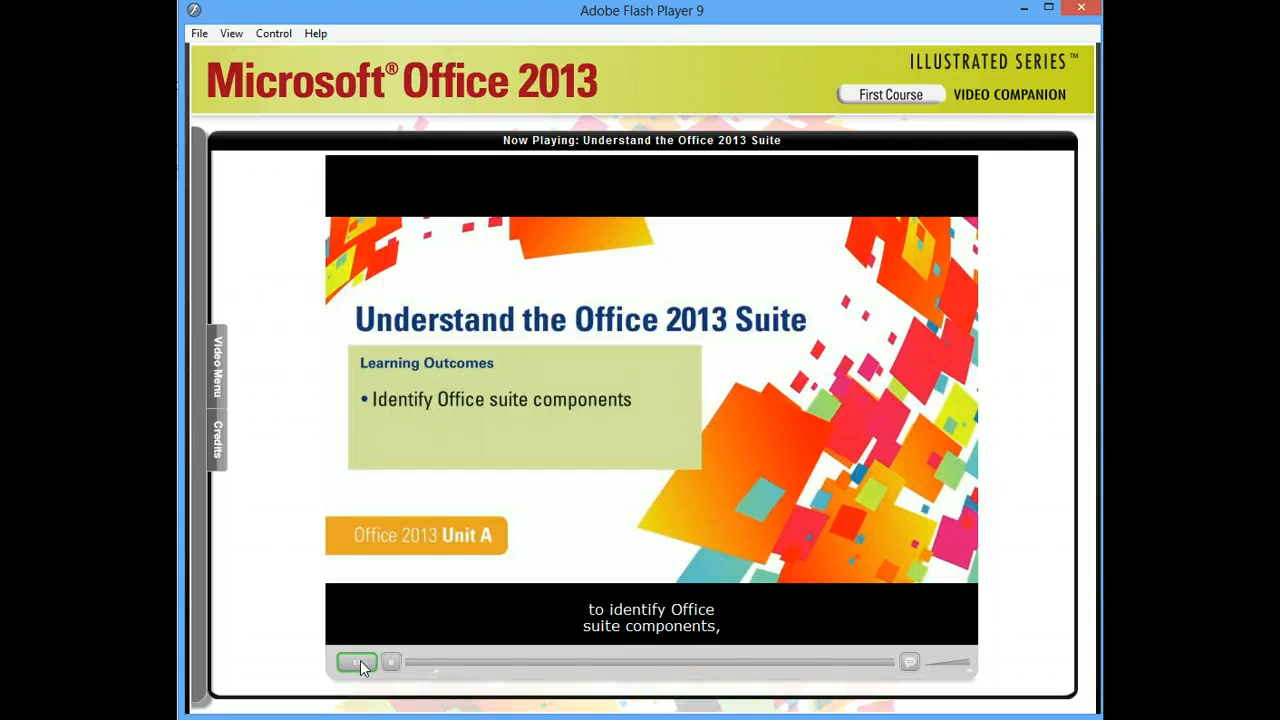 Adobe Flash Player 9
File View Control Help
Microsoft® Office 2013
ILLUSTRATED SERIES™
First Course VIDEO COMPANION
Now Playing: Understand the Office 2013 Suite
Understand the Office 2013 Suite
Learning Outcomes
• Identify Office suite components
Video Menu
Credits
Office 2013 Unit A
to identify Office
suite components,